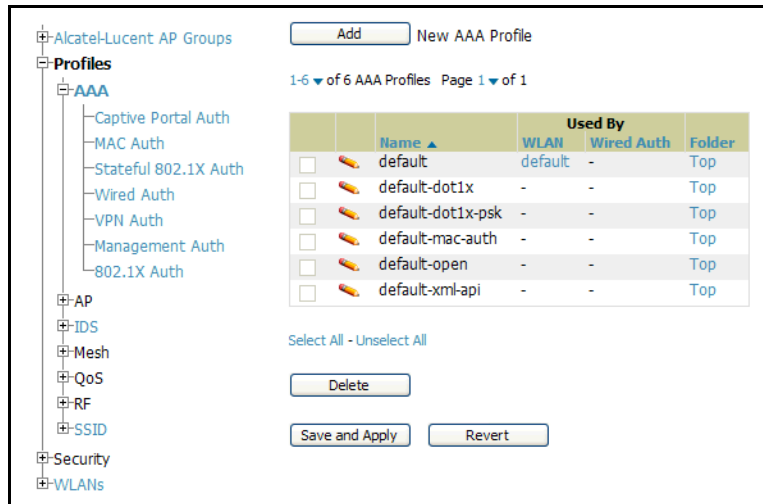 Alcatel-Lucent AP Groups
Profiles
AAA
Captive Portal Auth
MAC Auth
Stateful 802.1X Auth
Wired Auth
VPN Auth
Management Auth
802.1X Auth
AP
IDS
Mesh
QoS
RF
SSID
Security
WLANs
Add New AAA Profile
1-6 of 6 AAA Profiles Page 1 of 1
Used By
Name WLAN Wired Auth Folder
default default - Top
default-dot1x - - Top
default-dot1x-psk - - Top
default-mac-auth - - Top
default-open - - Top
default-xml-api - - Top
Select All - Unselect All
Delete
Save and Apply Revert